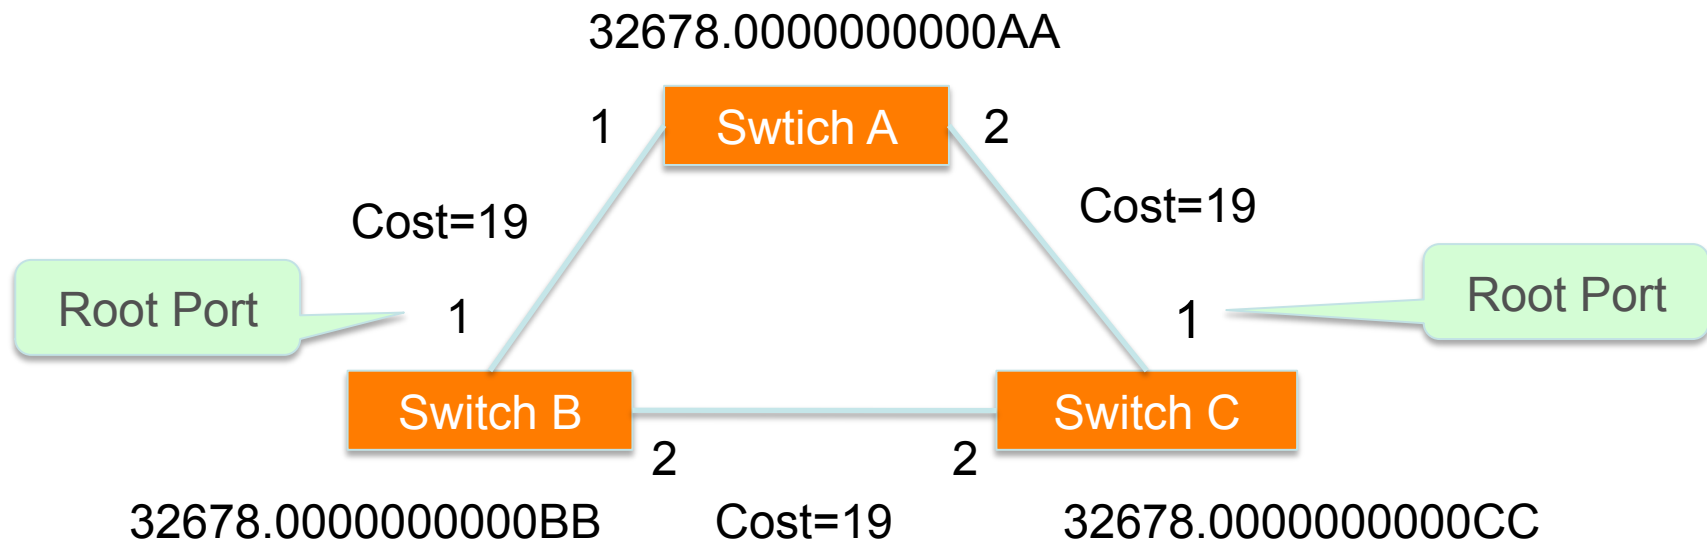 32678.0000000000AA
1
Swtich A
2
Cost=19
Cost=19
Root Port
1
1
Root Port
Switch B
Switch C
2
2
32678.0000000000BB
Cost=19
32678.0000000000CC